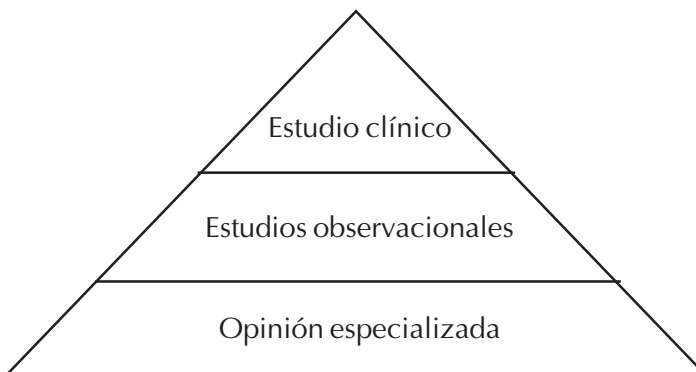 Estudio clínico
Estudios observacionales
Opinión especializada